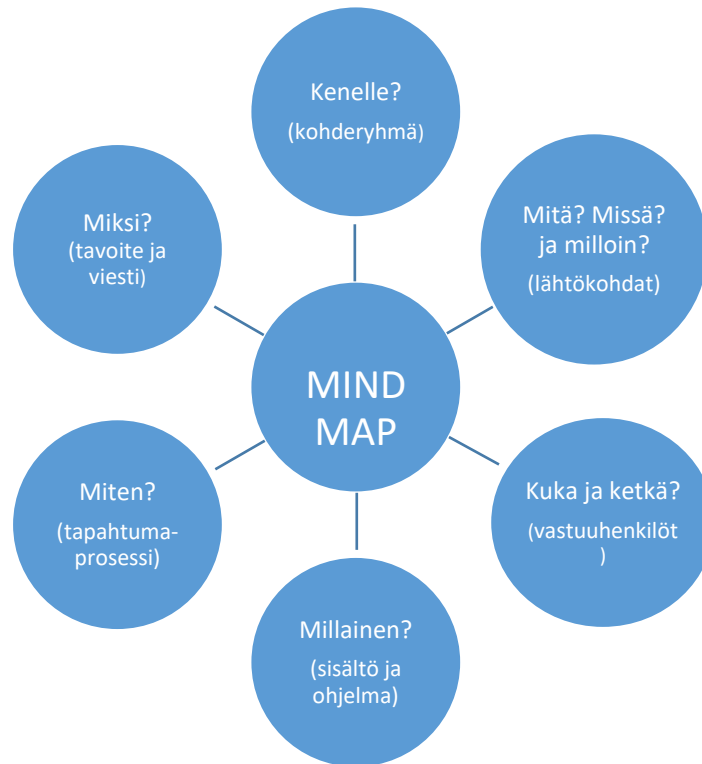 Kenelle?
(kohderyhmä)
Mitä? Missä?
ja milloin?
(lähtökohdat)
Kuka ja ketkä?
(vastuuhenkilöt
)
Millainen?
(sisältö ja
ohjelma)
Miten?
(tapahtuma-
prosessi)
Miksi?
(tavoite ja
viesti)
MIND
MAP